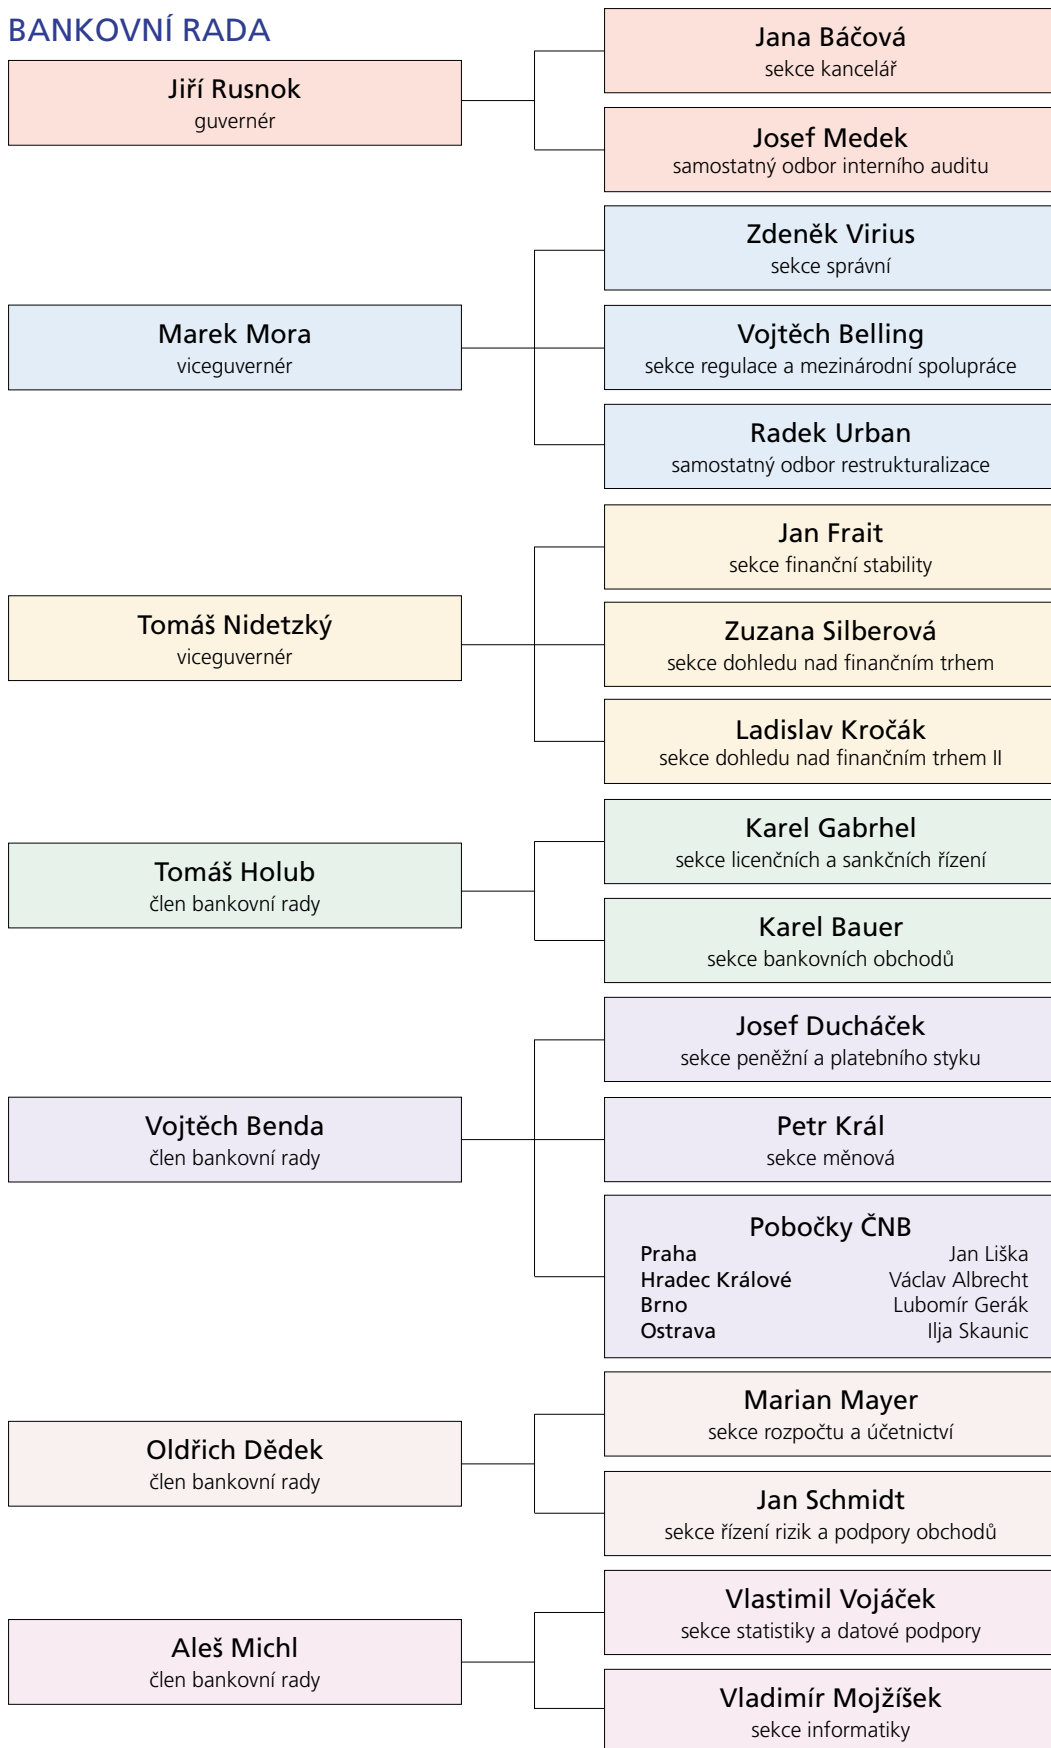 BANKOVNÍ RADA
Jiří Rusnok
guvernér
Jana Báčová
sekce kancelář
Josef Medek
samostatný odbor interního auditu
Marek Mora
viceguvernér
Zdeněk Virius
sekce správní
Vojtěch Belling
sekce regulace a mezinárodní spolupráce
Radek Urban
samostatný odbor restrukturalizace
Tomáš Nidetzký
viceguvernér
Jan Frait
sekce finanční stability
Zuzana Silberová
sekce dohledu nad finančním trhem
Ladislav Kročák
sekce dohledu nad finančním trhem II
Tomáš Holub
člen bankovní rady
Karel Gabrhel
sekce licenčních a sankčních řízení
Karel Bauer
sekce bankovních obchodů
Vojtěch Benda
člen bankovní rady
Josef Ducháček
sekce peněžní a platebního styku
Petr Král
sekce měnová
Pobočky ČNB
Praha Jan Liška
Hradec Králové Václav Albrecht
Brno Lubomír Gerák
Ostrava Ilja Skaunic
Oldřich Dědek
člen bankovní rady
Marian Mayer
sekce rozpočtu a účetnictví
Jan Schmidt
sekce řízení rizik a podpory obchodů
Aleš Michl
člen bankovní rady
Vlastimil Vojáček
sekce statistiky a datové podpory
Vladimír Mojžíšek
sekce informatiky